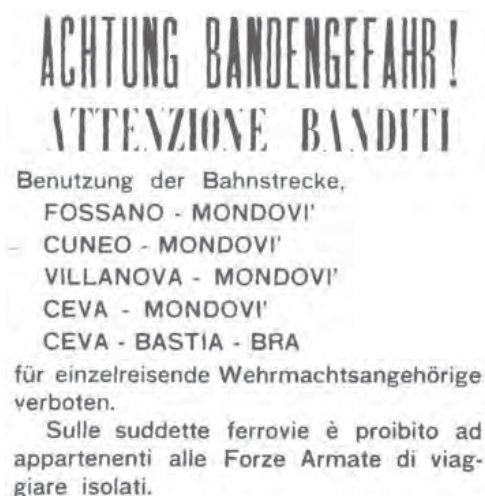 ACHTUNG BANDENGEFAHR!
ATTENZIONE BANDITI
Benutzung der Bahnstrecke,
FOSSANO - MONDOVI'
CUNEO - MONDOVI'
VILLANOVA - MONDOVI'
CEVA - MONDOVI'
CEVA - BASTIA - BRA
für einzelreisende Wehrmachtsangehörige
verboten.
Sulle suddette ferrovie è proibito ad
appartenenti alle Forze Armate di viag-
giare isolati.